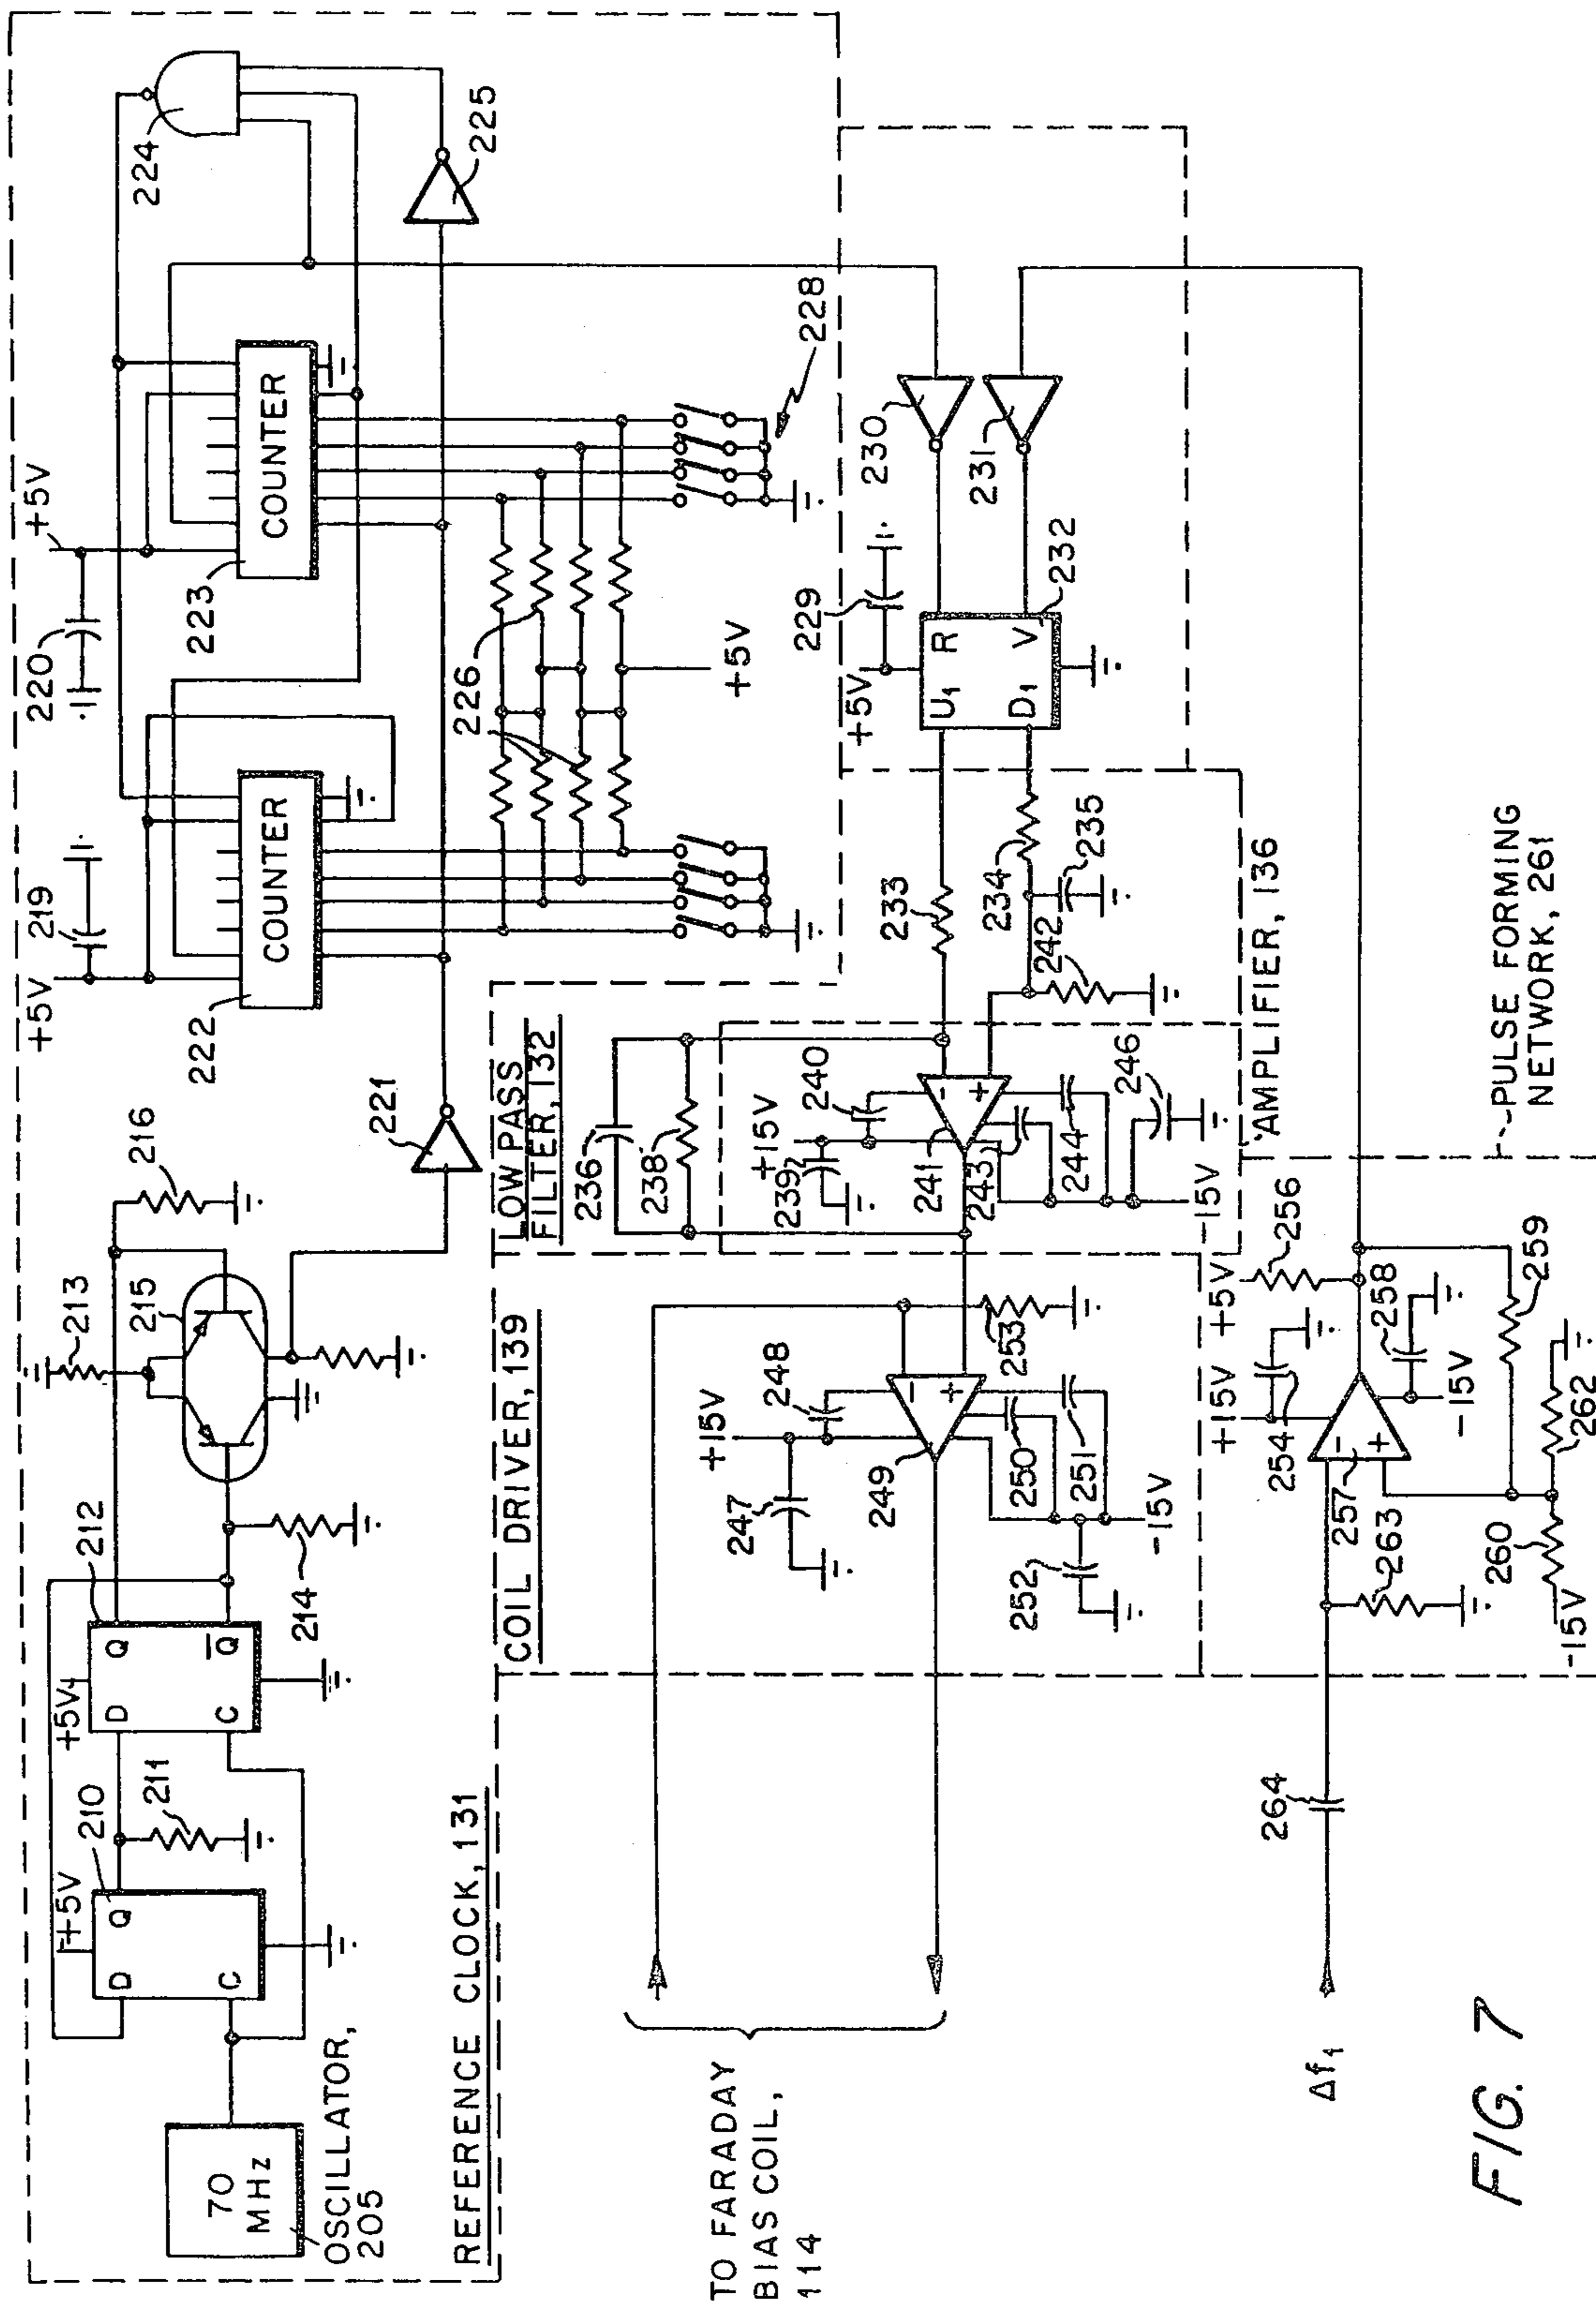 70
MHz
OSCILLATOR,
205
REFERENCE CLOCK, 131
+5V
D
Q
C
210
211
+5V
D
Q
C
Q̅
212
214
213
215
216
221
+5V
219
COUNTER
222
+5V
220
COUNTER
223
224
225
226
+5V
228
TO FARADAY
BIAS COIL,
114
COIL DRIVER, 139
+15V
247
248
-
+
249
250
251
252
253
-15V
LOW PASS
FILTER, 132
236
238
+15V
239
240
-
+
241
243
244
246
-15V
AMPLIFIER, 136
233
234
235
242
+5V
229
U1
R
D1
V
232
230
231
Δf1
264
263
-
+
257
+15V
254
+5V
256
258
-15V
259
260
262
-15V
PULSE FORMING
NETWORK, 261
FIG. 7